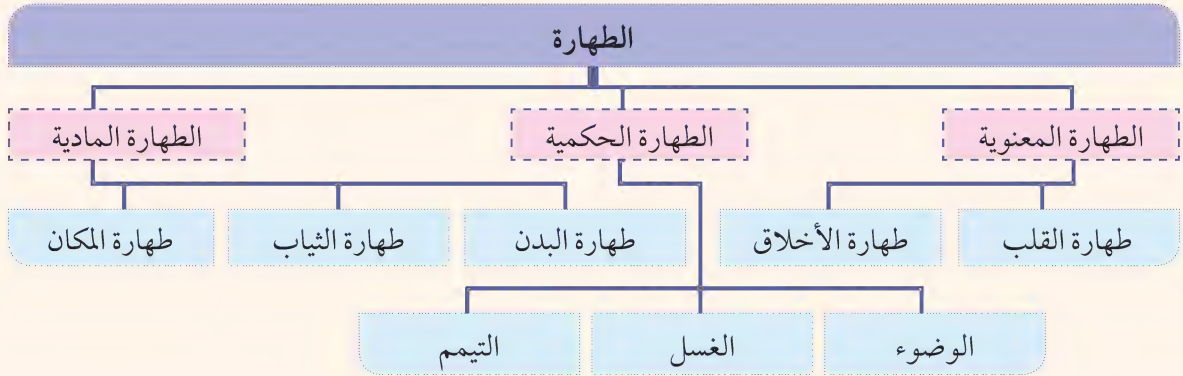 الطهارة
الطهارة المعنوية
الطهارة الحكمية
الطهارة المادية
طهارة القلب
طهارة الأخلاق
طهارة البدن
طهارة الثياب
طهارة المكان
الوضوء
الغسل
التيمم